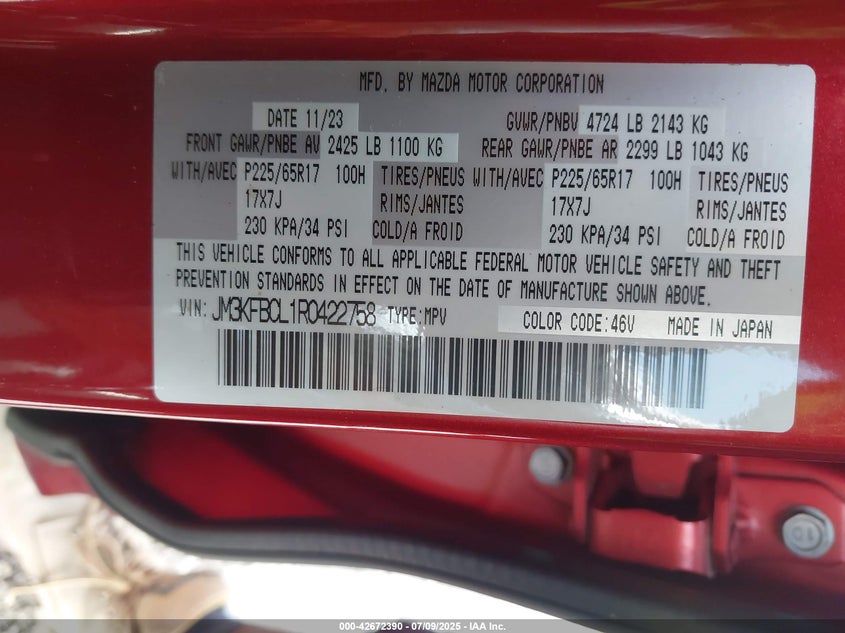 MFD. BY MAZDA MOTOR CORPORATION
DATE 11/23 GVWR/PNBV 4724 LB 2143 KG
FRONT GAWR/PNBE AV 2425 LB 1100 KG REAR GAWR/PNBE AR 2299 LB 1043 KG
WITH/AVEC P225/65R17 100H TIRES/PNEUS WITH/AVEC P225/65R17 100H TIRES/PNEUS
17X7J RIMS/JANTES 17X7J RIMS/JANTES
230 KPA/34 PSI COLD/A FROID 230 KPA/34 PSI COLD/A FROID
THIS VEHICLE CONFORMS TO ALL APPLICABLE FEDERAL MOTOR VEHICLE SAFETY AND THEFT
PREVENTION STANDARDS IN EFFECT ON THE DATE OF MANUFACTURE SHOWN ABOVE.
VIN: JM3KFBCL1R0422758 TYPE:MPV COLOR CODE:46V MADE IN JAPAN
000-42672390 - 07/09/2025 - IAA Inc.